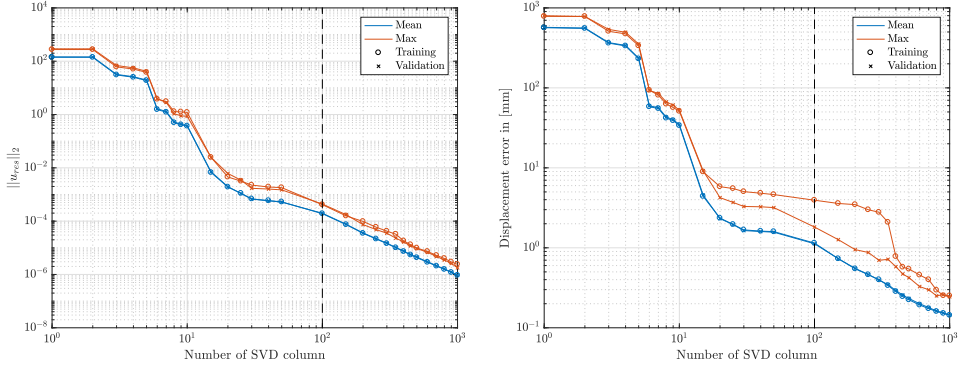 10^4
10^2
10^0
10^-2
10^-4
10^-6
10^-8
||u_res||_2
10^0
10^1
10^2
10^3
Number of SVD column
Mean
Max
Training
Validation
10^3
10^2
10^1
10^0
10^-1
Displacement error in [mm]
10^0
10^1
10^2
10^3
Number of SVD column
Mean
Max
Training
Validation